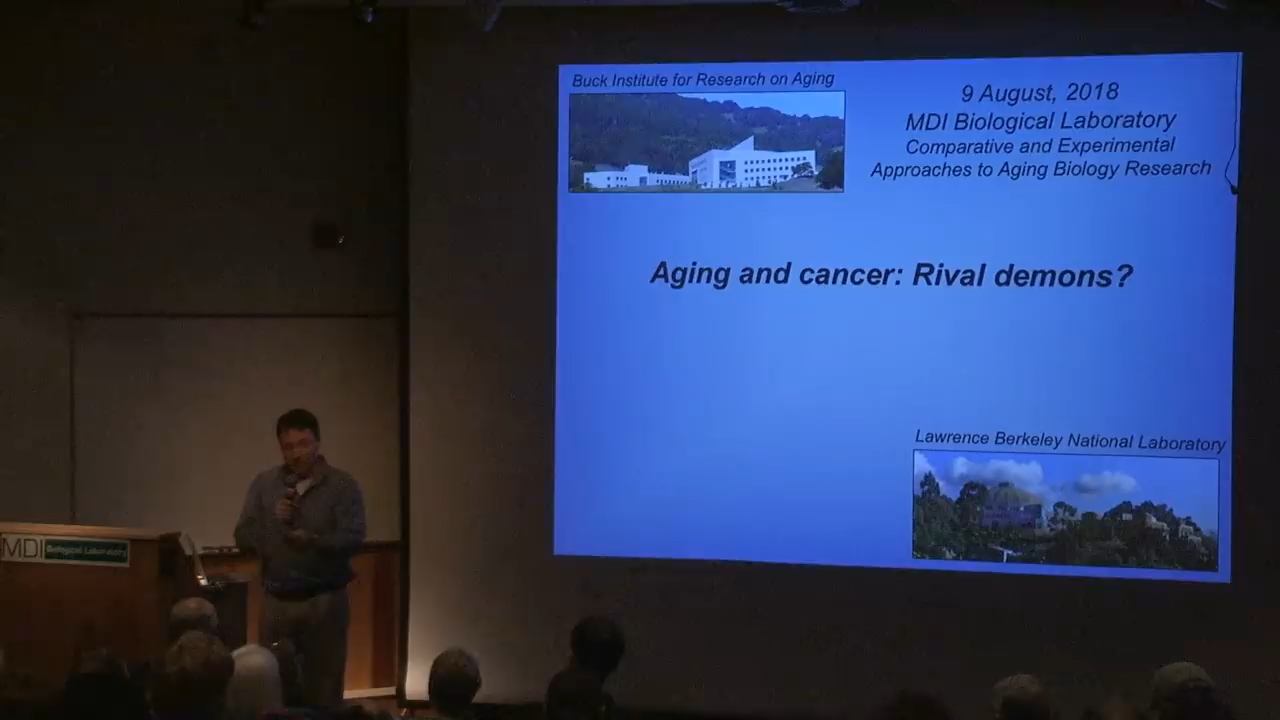 Buck Institute for Research on Aging
9 August, 2018
MDI Biological Laboratory
Comparative and Experimental
Approaches to Aging Biology Research
Aging and cancer: Rival demons?
Lawrence Berkeley National Laboratory
MDI Biological Laboratory